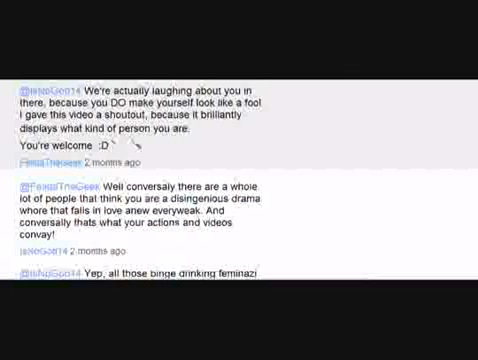 @IsNoGod14 We're actually laughing about you in
there, because you DO make yourself look like a fool
I gave this video a shoutout, because it brilliantly
displays what kind of person you are.
You're welcome :D
2 months ago
Well conversaly there are a whole
lot of people that think you are a disingenious drama
whore that falls in love anew everyweak. And
conversally thats what your actions and videos
convay!
IsNoGod14 2 months ago
@IsNoGod14 Yep, all those binge drinking feminazi